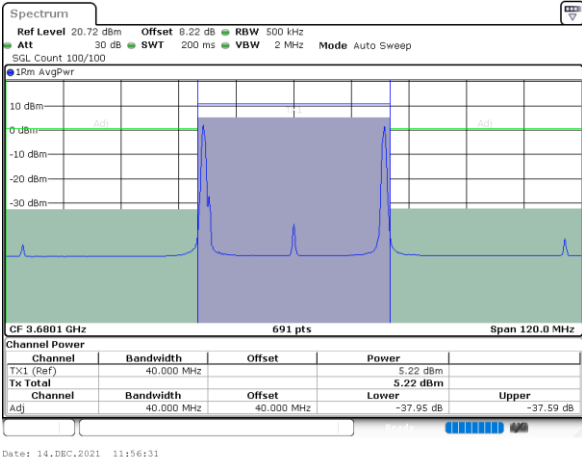 Spectrum
Ref Level 20.72 dBm Offset 8.22 dB RBW 500 kHz
Att 30 dB SWT 200 ms VBW 2 MHz Mode Auto Sweep
SGL Count 100/100
1Rm AvgPwr
10 dBm
Adj TX1 Adj
0 dBm
-10 dBm
-20 dBm
-30 dBm
CF 3.6801 GHz 691 pts Span 120.0 MHz
Channel Power
Channel Bandwidth Offset Power
TX1 (Ref) 40.000 MHz 5.22 dBm
Tx Total 5.22 dBm
Channel Bandwidth Offset Lower Upper
Adj 40.000 MHz 40.000 MHz -37.95 dB -37.59 dB
Ready
Date: 14.DEC.2021 11:56:31